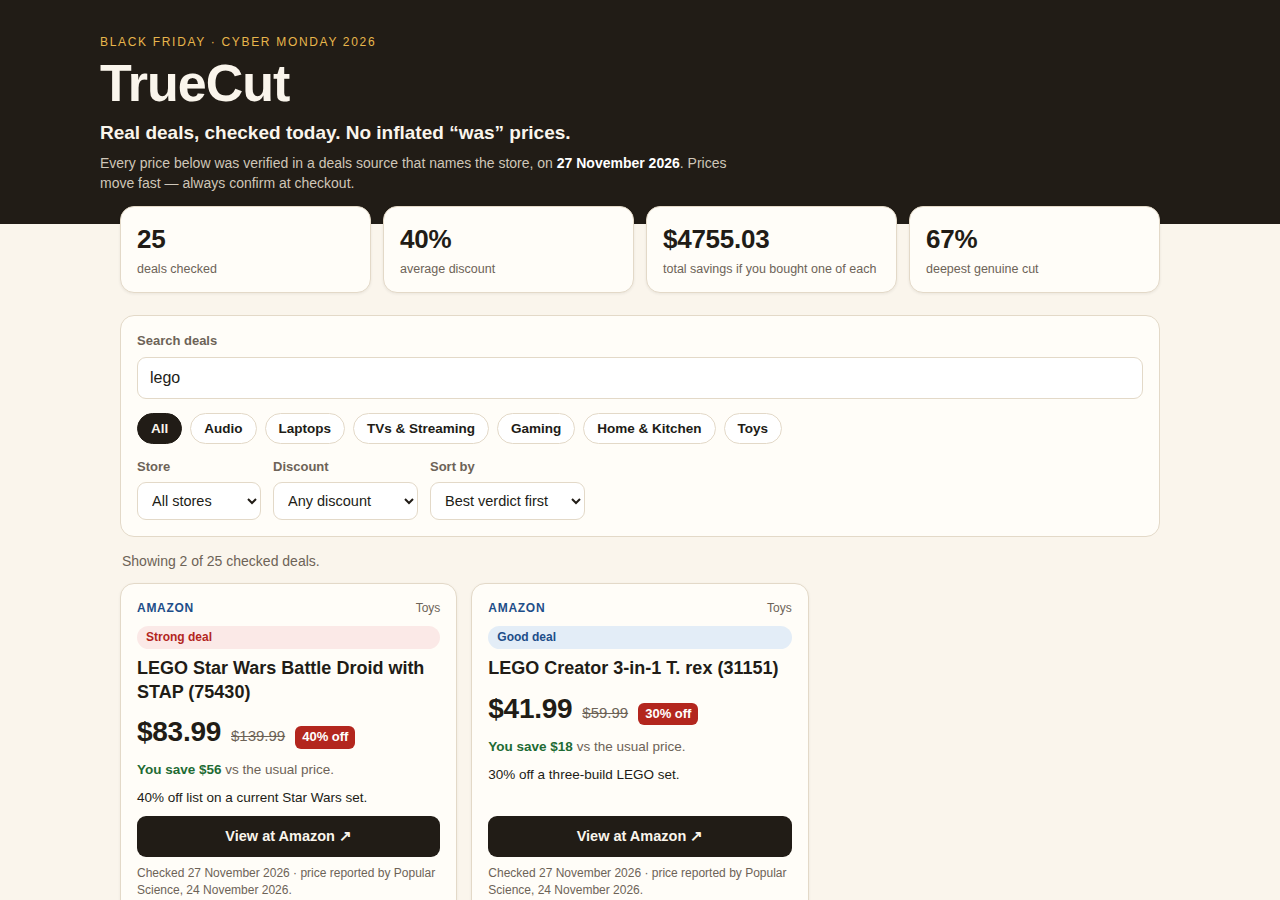 BLACK FRIDAY · CYBER MONDAY 2026
TrueCut
Real deals, checked today. No inflated “was” prices.
Every price below was verified in a deals source that names the store, on 27 November 2026. Prices
move fast — always confirm at checkout.
25
deals checked
40%
average discount
$4755.03
total savings if you bought one of each
67%
deepest genuine cut
Search deals
lego
All
Audio
Laptops
TVs & Streaming
Gaming
Home & Kitchen
Toys
Store
Discount
Sort by
All stores
Any discount
Best verdict first
Showing 2 of 25 checked deals.
AMAZON
Toys
Strong deal
LEGO Star Wars Battle Droid with
STAP (75430)
$83.99 $139.99 40% off
You save $56 vs the usual price.
40% off list on a current Star Wars set.
View at Amazon ↗
Checked 27 November 2026 · price reported by Popular
Science, 24 November 2026.
AMAZON
Toys
Good deal
LEGO Creator 3-in-1 T. rex (31151)
$41.99 $59.99 30% off
You save $18 vs the usual price.
30% off a three-build LEGO set.
View at Amazon ↗
Checked 27 November 2026 · price reported by Popular
Science, 24 November 2026.